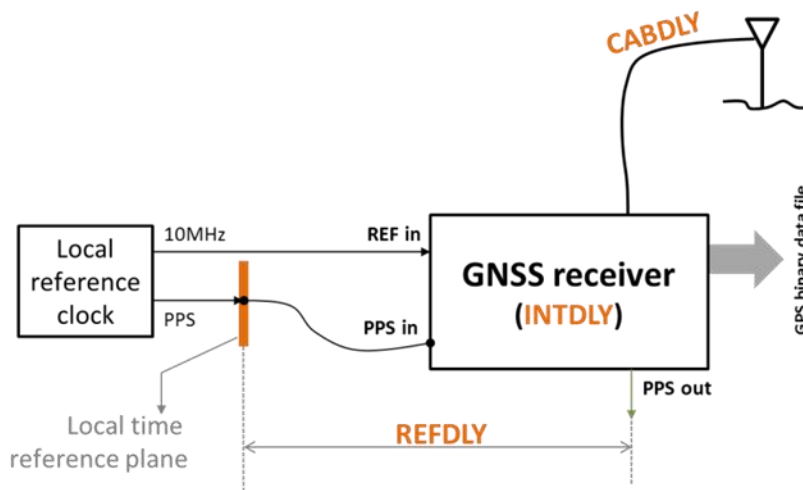 CABDLY
10MHz
REF in
Local
reference
clock
GNSS receiver
(INTDLY)
PPS
PPS in
GPS binary data file
PPS out
Local time
reference plane
REFDLY